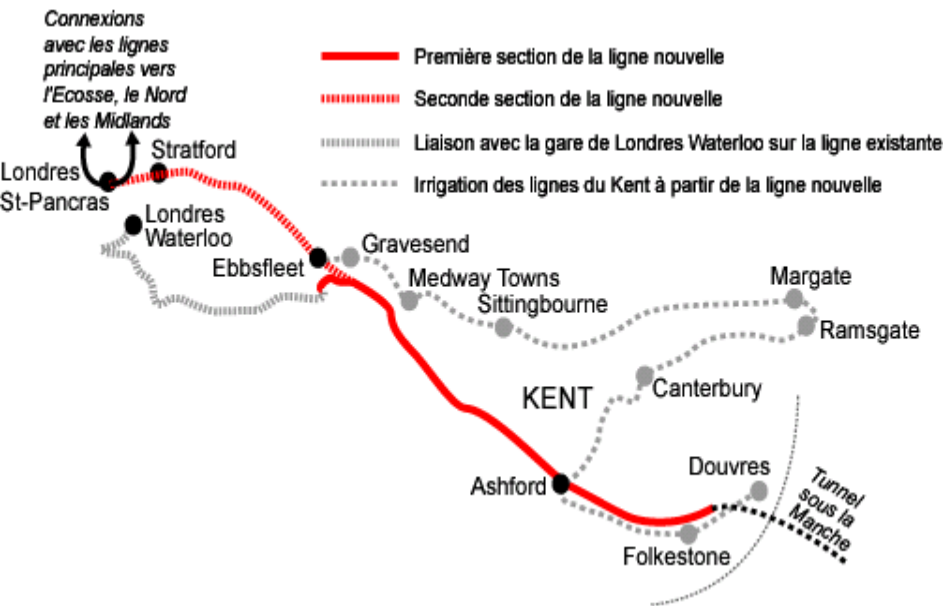 Connexions
avec les lignes
principales vers
l'Ecosse, le Nord
et les Midlands
Première section de la ligne nouvelle
Seconde section de la ligne nouvelle
Liaison avec la gare de Londres Waterloo sur la ligne existante
Irrigation des lignes du Kent à partir de la ligne nouvelle
Stratford
Londres
St-Pancras
Londres
Waterloo
Ebbsfleet
Gravesend
Medway Towns
Sittingbourne
Margate
Ramsgate
Canterbury
KENT
Ashford
Douvres
Folkestone
Tunnel
sous la
Manche